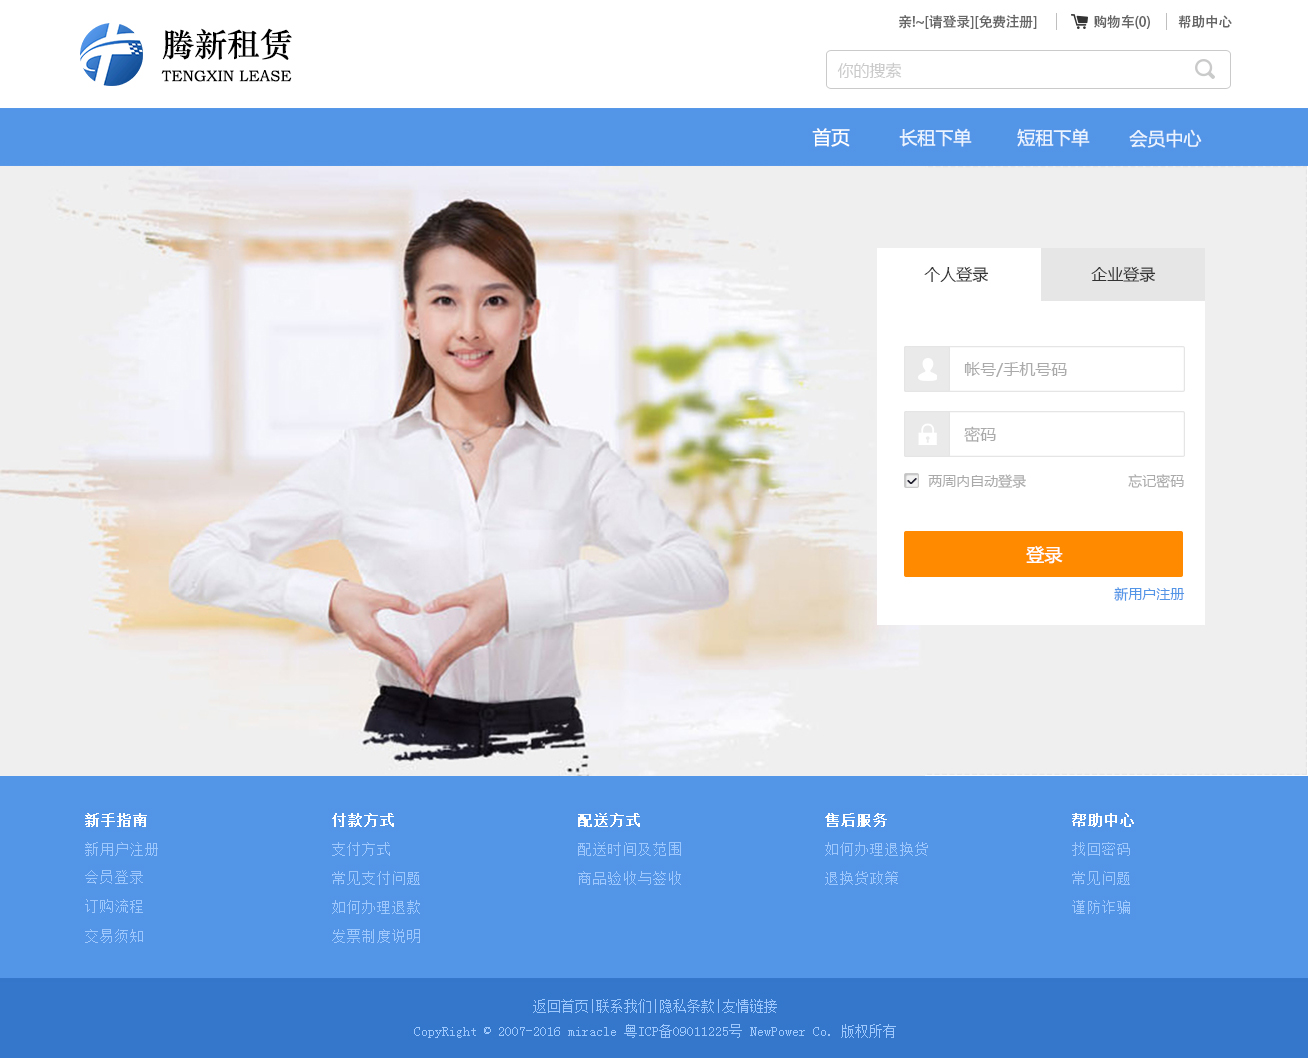 腾新租赁
TENGXIN LEASE
亲!~[请登录][免费注册]
购物车(0)
帮助中心
你的搜索
首页 长租下单 短租下单 会员中心
个人登录 企业登录
帐号/手机号码
密码
两周内自动登录 忘记密码
登录
新用户注册
新手指南
新用户注册
会员登录
订购流程
交易须知
付款方式
支付方式
常见支付问题
如何办理退款
发票制度说明
配送方式
配送时间及范围
商品验收与签收
售后服务
如何办理退换货
退换货政策
帮助中心
找回密码
常见问题
谨防诈骗
返回首页|联系我们|隐私条款|友情链接
CopyRight © 2007-2016 miracle 粤ICP备09011225号 NewPower Co. 版权所有